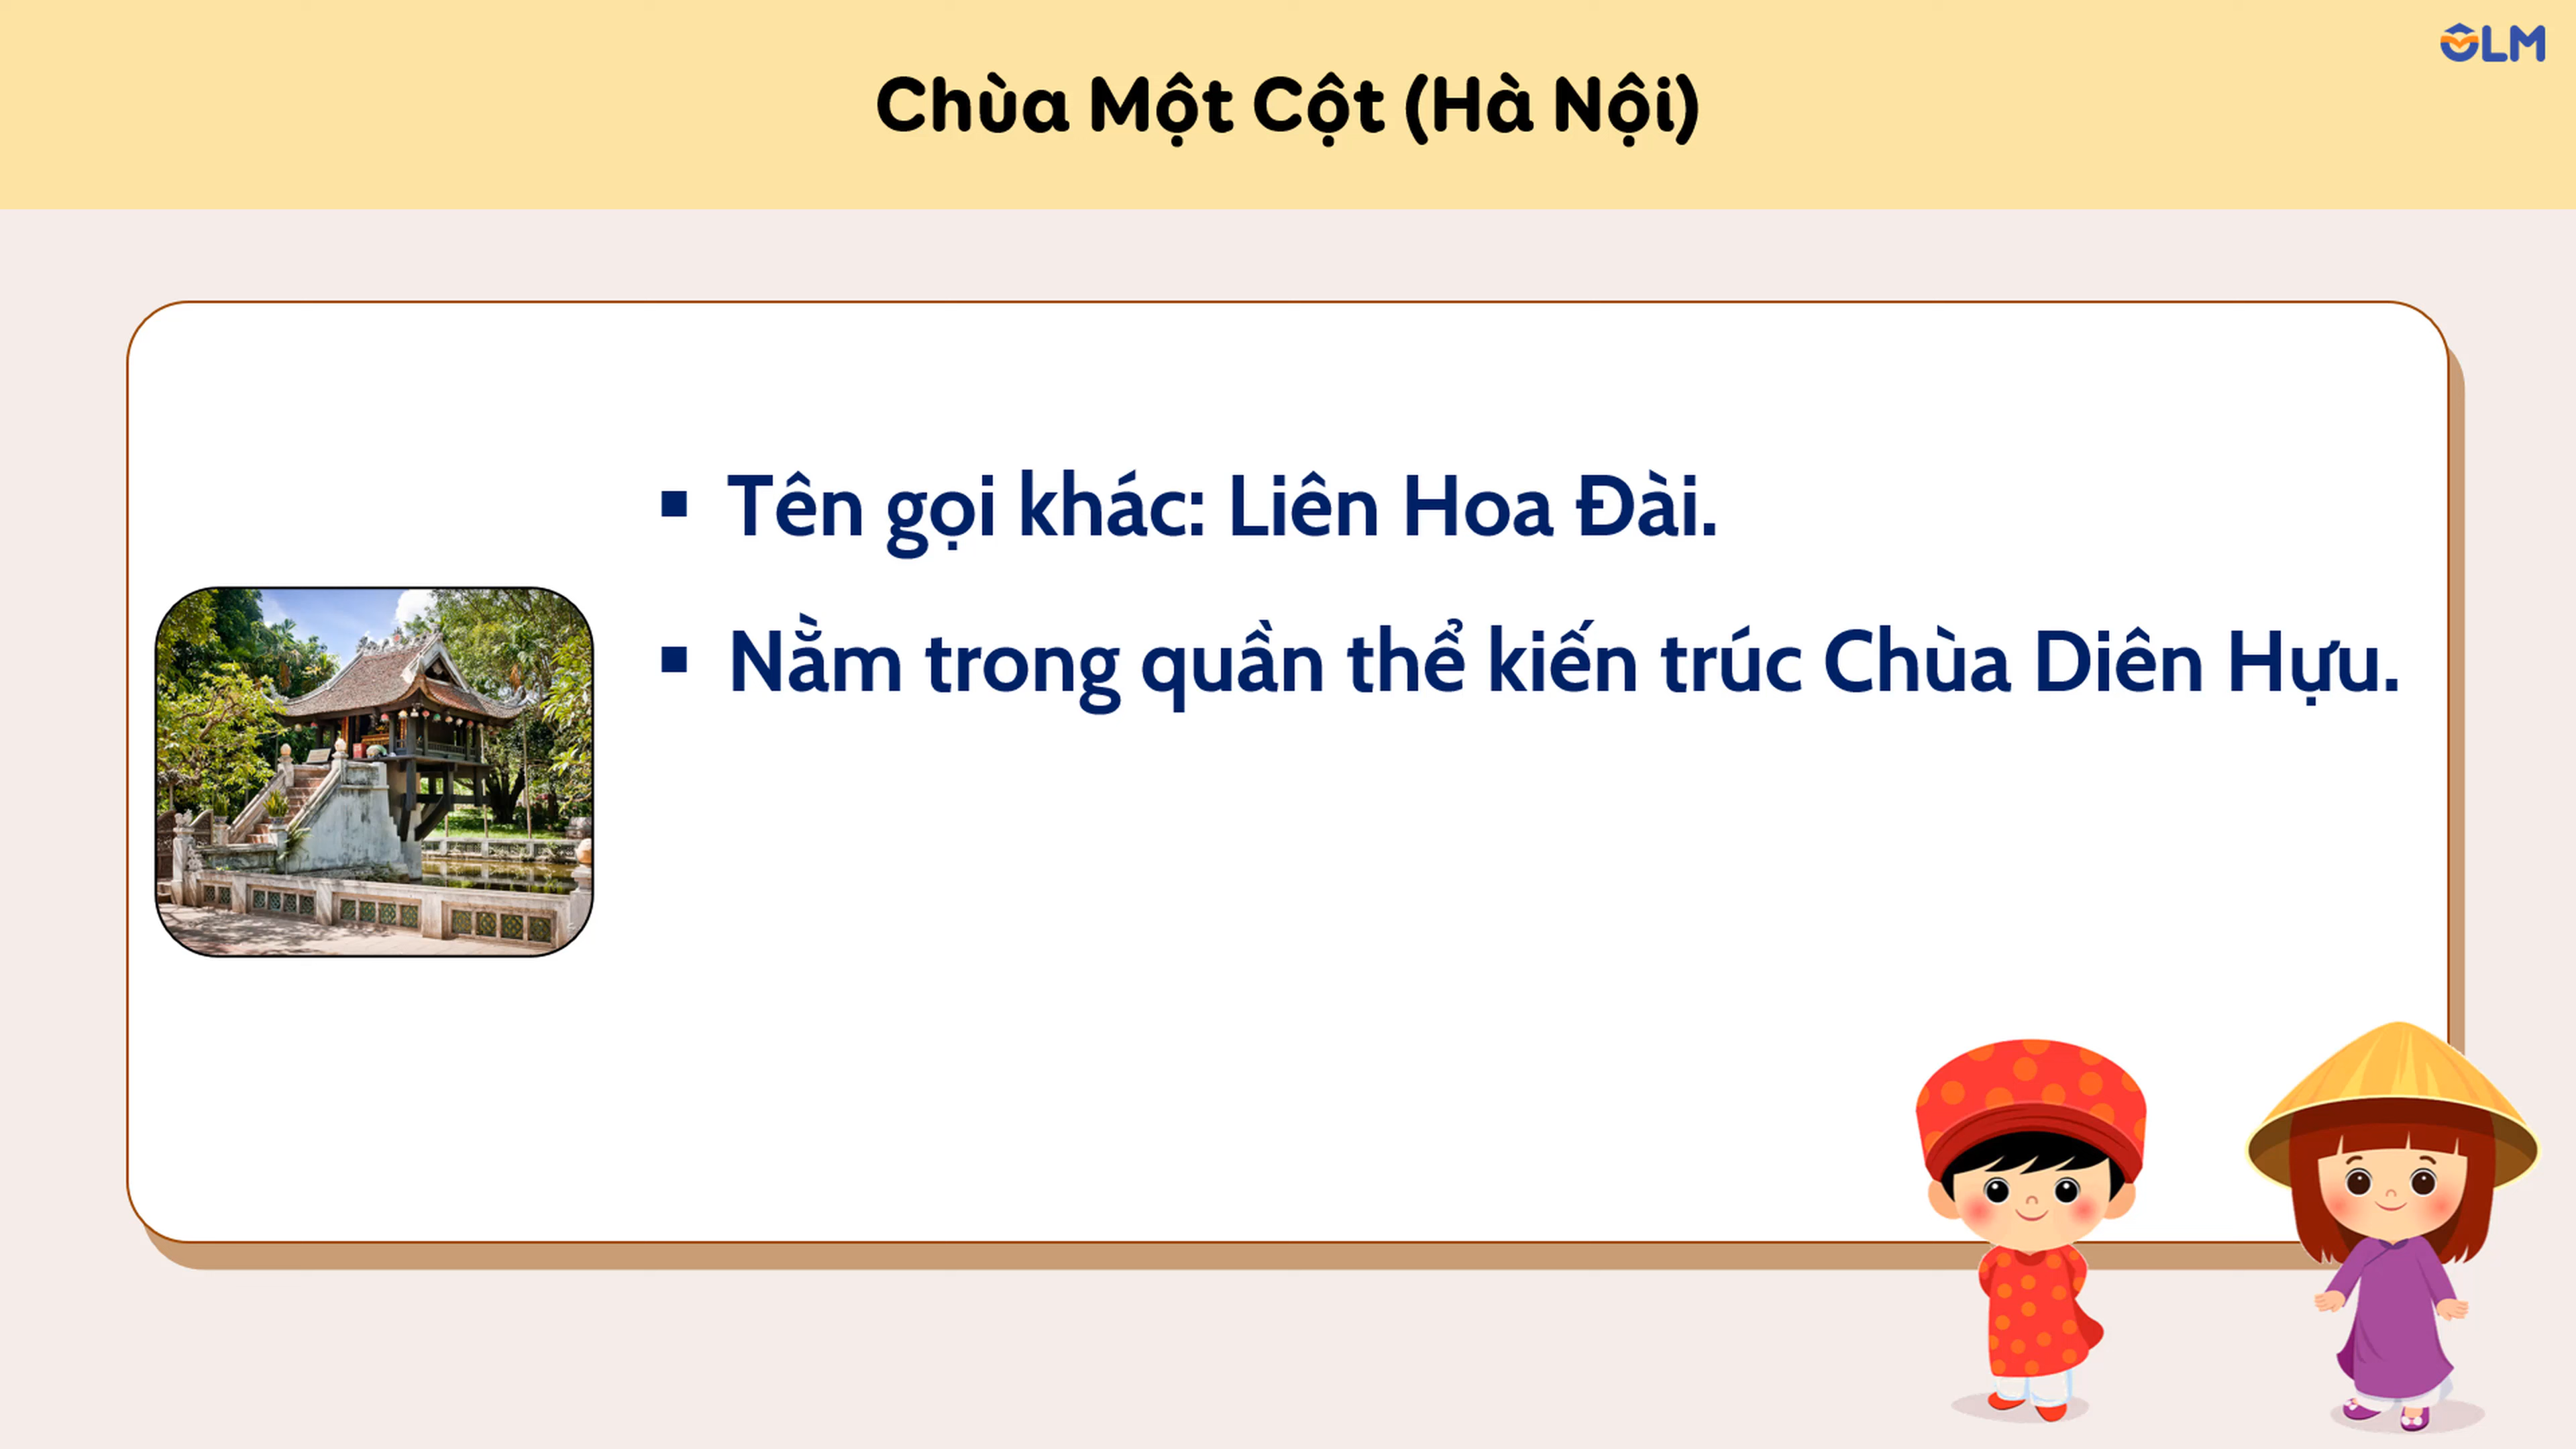 ÔLM
Chùa Một Cột (Hà Nội)
▪ Tên gọi khác: Liên Hoa Đài.
▪ Nằm trong quần thể kiến trúc Chùa Diên Hựu.